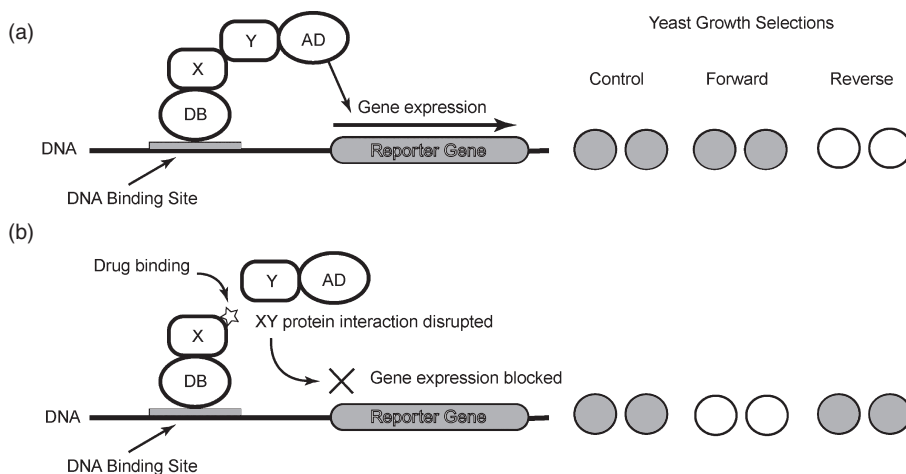 (a)
Y
AD
X
DB
Gene expression
DNA
Reporter Gene
DNA Binding Site
Yeast Growth Selections
Control
Forward
Reverse
(b)
Drug binding
Y
AD
X
XY protein interaction disrupted
DB
Gene expression blocked
DNA
Reporter Gene
DNA Binding Site